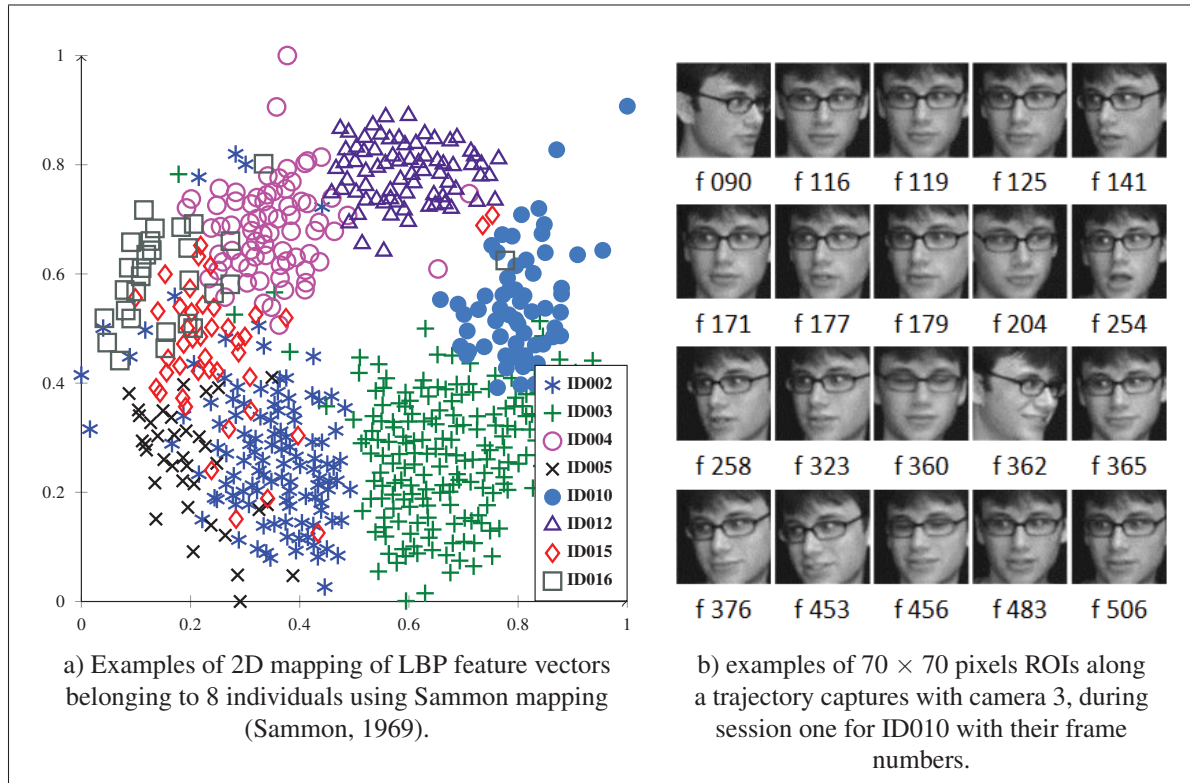 1
0.8
0.6
0.4
0.2
0
0 0.2 0.4 0.6 0.8 1
ID002
ID003
ID004
ID005
ID010
ID012
ID015
ID016
a) Examples of 2D mapping of LBP feature vectors
belonging to 8 individuals using Sammon mapping
(Sammon, 1969).
f 090 f 116 f 119 f 125 f 141
f 171 f 177 f 179 f 204 f 254
f 258 f 323 f 360 f 362 f 365
f 376 f 453 f 456 f 483 f 506
b) examples of 70 × 70 pixels ROIs along
a trajectory captures with camera 3, during
session one for ID010 with their frame
numbers.